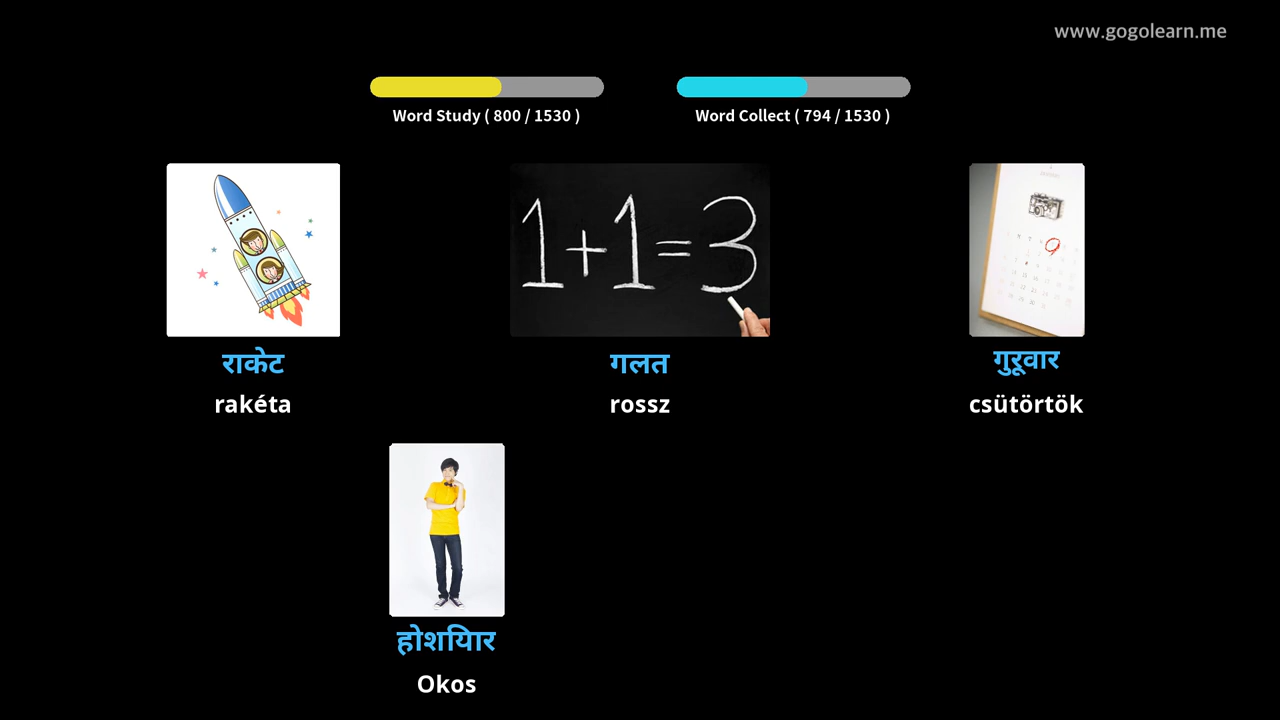 www.gogolearn.me
Word Study ( 800 / 1530 )
Word Collect ( 794 / 1530 )
1+1=3
राकेट
गलत
गुरूवार
rakéta
rossz
csütörtök
होशियार
Okos